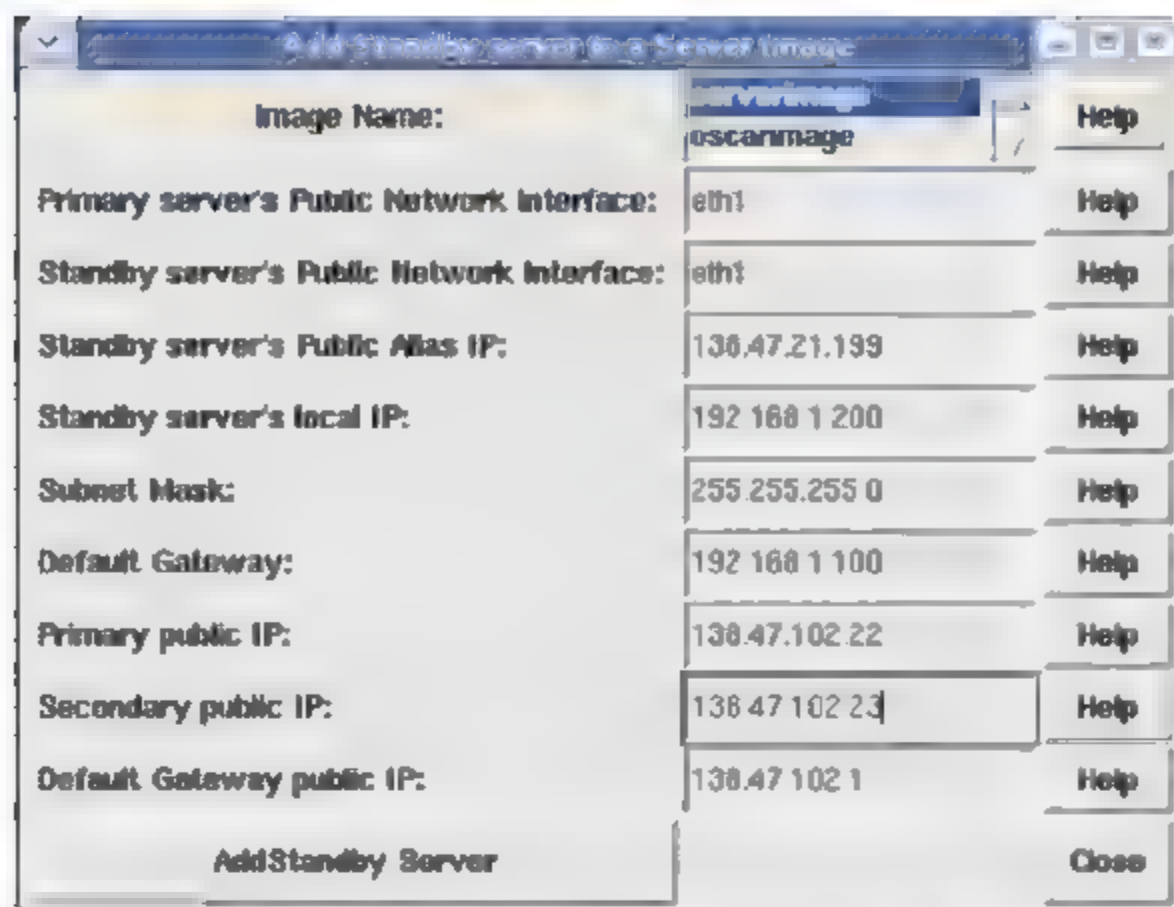 Add Standby server to a Server Image
Image Name:
oscarimage
Help
Primary server's Public Network Interface: eth1 Help
Standby server's Public Network Interface: eth1 Help
Standby server's Public Alias IP: 138.47.21.199 Help
Standby server's local IP: 192.168.1.200 Help
Subnet Mask: 255.255.255.0 Help
Default Gateway: 192.168.1.100 Help
Primary public IP: 138.47.102.22 Help
Secondary public IP: 138.47.102.23 Help
Default Gateway public IP: 138.47.102.1 Help
AddStandby Server Close